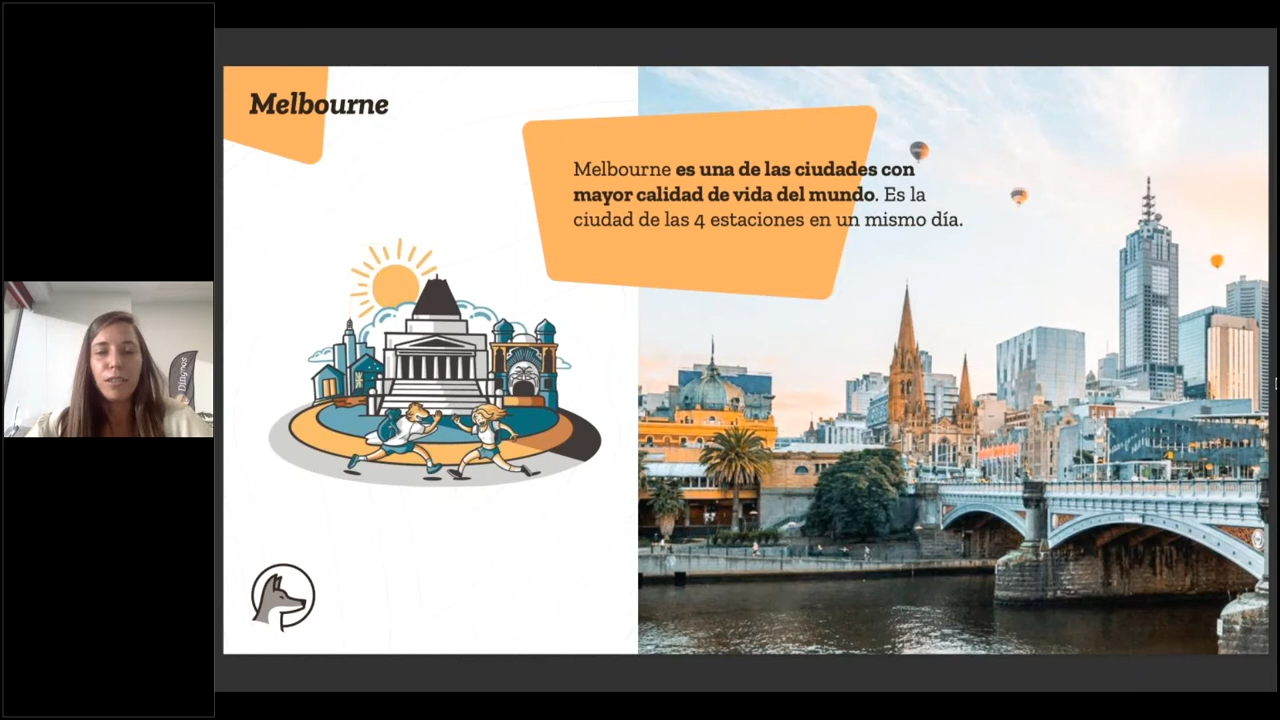 Melbourne
Melbourne es una de las ciudades con
mayor calidad de vida del mundo. Es la
ciudad de las 4 estaciones en un mismo día.
Dingoos